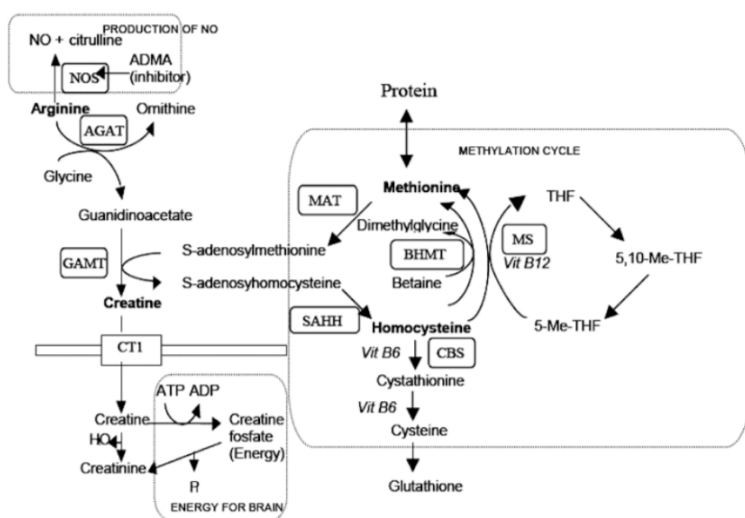 PRODUCTION OF NO
NO + citrulline
ADMA
(inhibitor)
NOS
Arginine
Ornithine
AGAT
Glycine
Guanidinoacetate
GAMT
S-adenosylmethionine
S-adenosyhomocysteine
Creatine
CT1
ATP ADP
Creatine
Creatine
fosfate
(Energy)
HO
Creatinine
P
ENERGY FOR BRAIN
Protein
METHYLATION CYCLE
Methionine
MAT
Dimethylglycine
BHMT
Betaine
MS
Vit B12
THF
5,10-Me-THF
5-Me-THF
SAHH
Homocysteine
Vit B6
CBS
Cystathionine
Vit B6
Cysteine
Glutathione